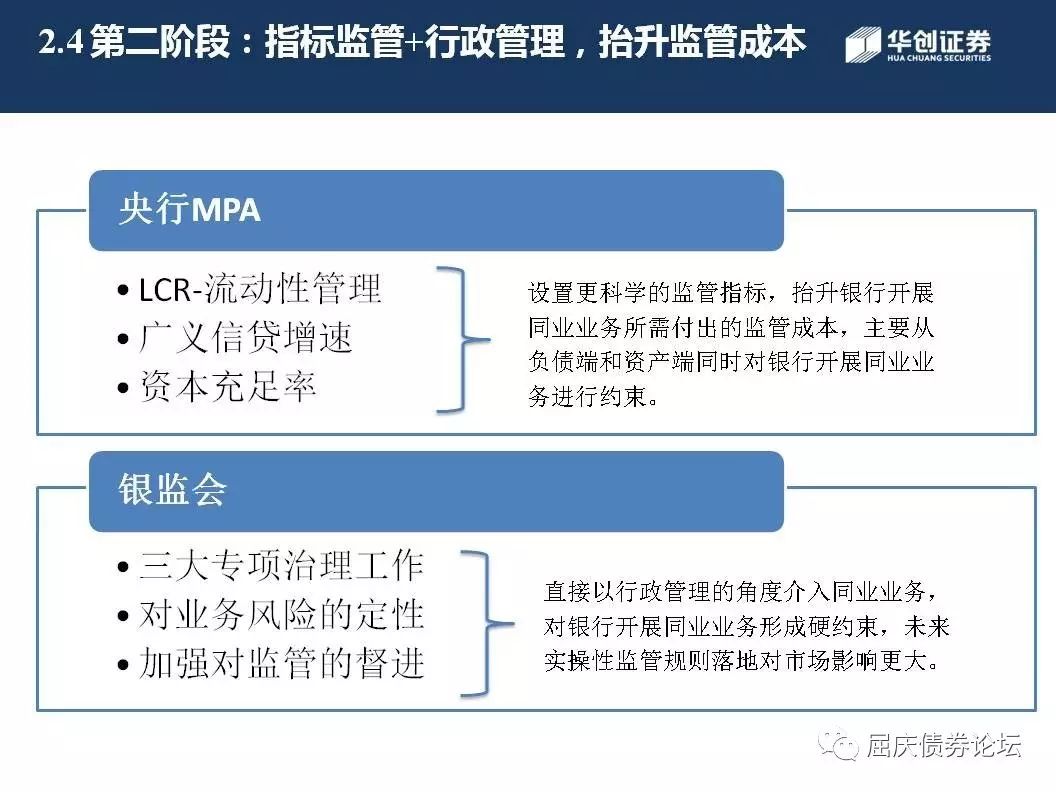 2.4 第二阶段：指标监管+行政管理，抬升监管成本
华创证券
HUA CHUANG SECURITIES
央行MPA
• LCR-流动性管理
• 广义信贷增速
• 资本充足率
设置更科学的监管指标，抬升银行开展
同业业务所需付出的监管成本，主要从
负债端和资产端同时对银行开展同业业
务进行约束。
银监会
• 三大专项治理工作
• 对业务风险的定性
• 加强对监管的督进
直接以行政管理的角度介入同业业务，
对银行开展同业业务形成硬约束，未来
实操性监管规则落地对市场影响更大。
屈庆债券论坛